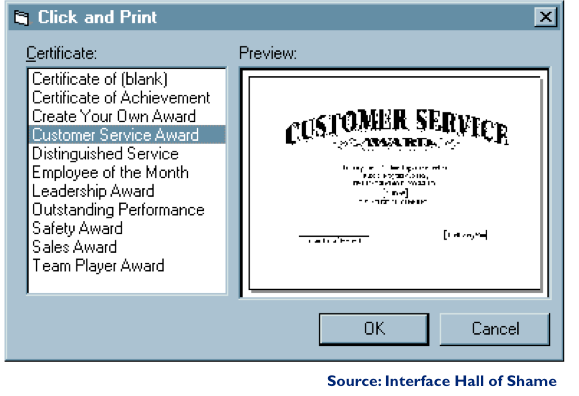 Click and Print
Certificate:
Certificate of (blank)
Certificate of Achievement
Create Your Own Award
Customer Service Award
Distinguished Service
Employee of the Month
Leadership Award
Outstanding Performance
Safety Award
Sales Award
Team Player Award
Preview:
CUSTOMER SERVICE
AWARD
OK
Cancel
Source: Interface Hall of Shame